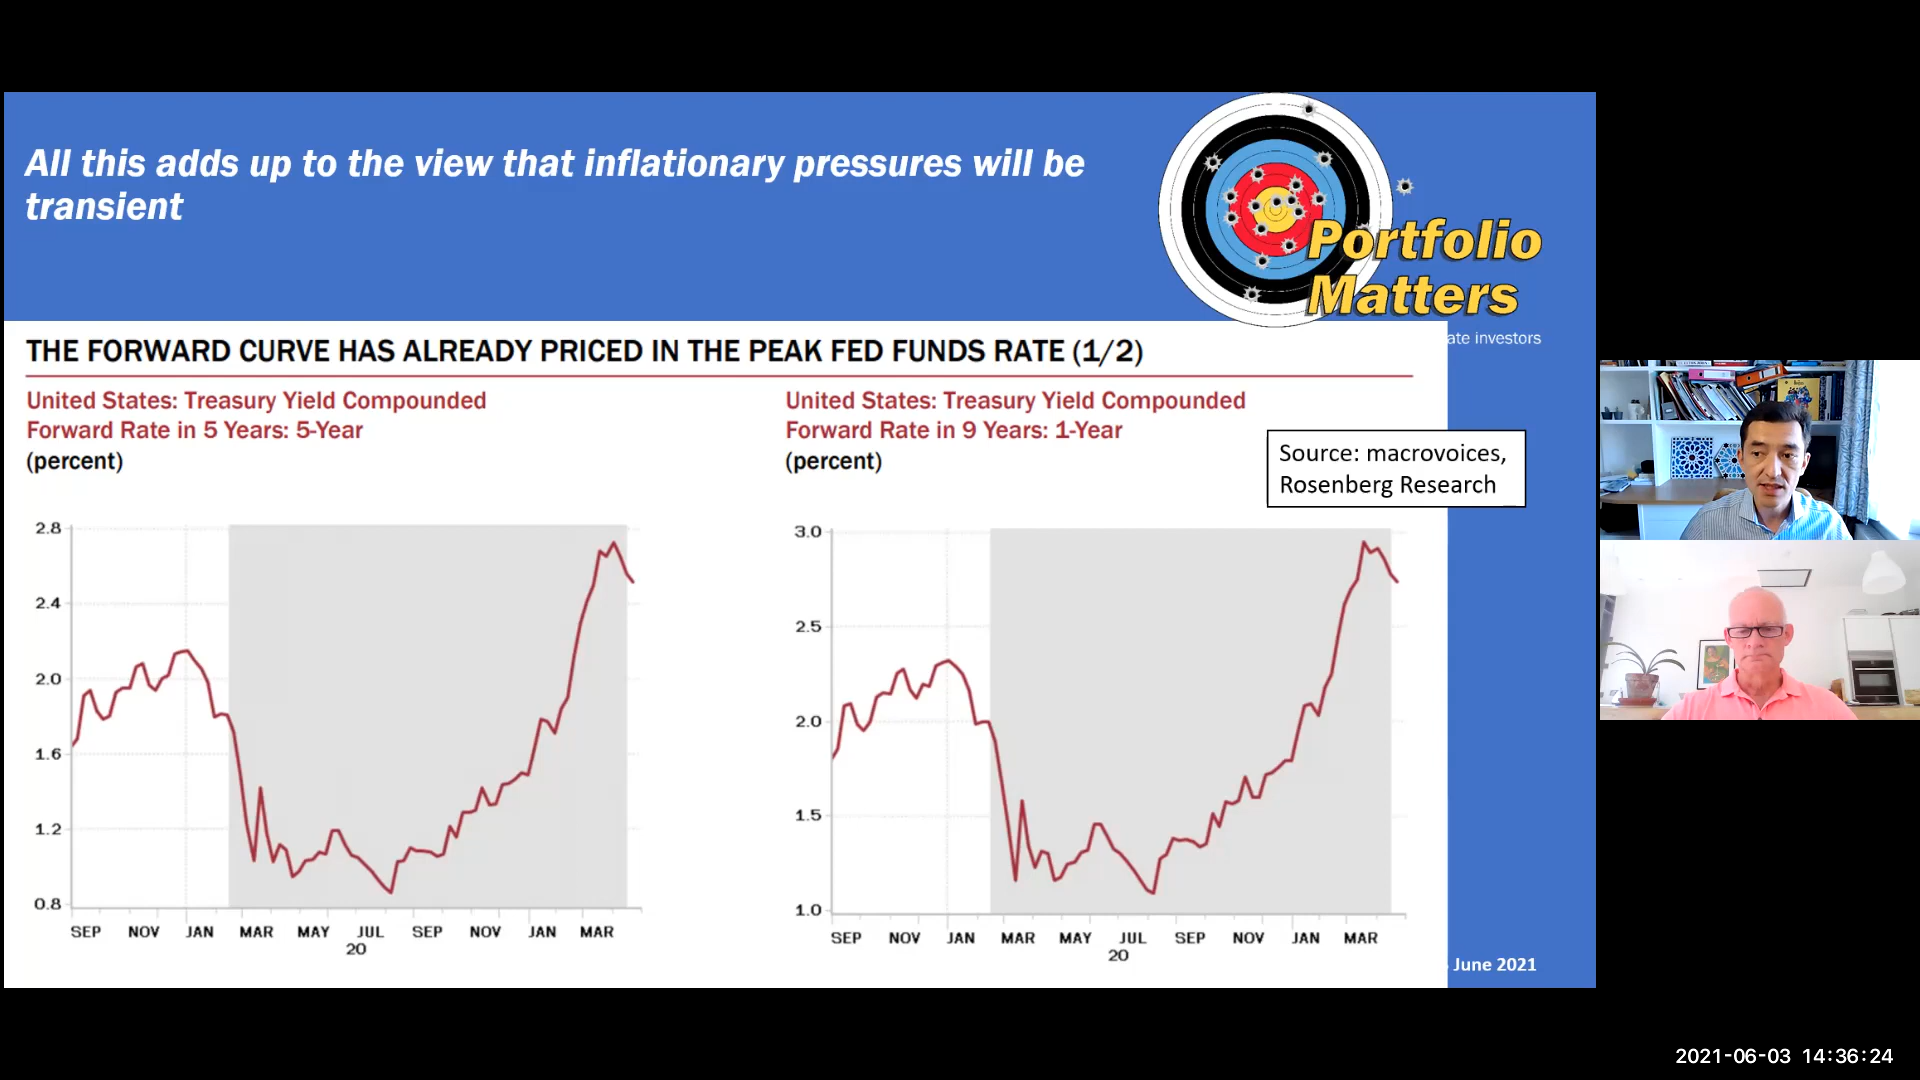 All this adds up to the view that inflationary pressures will be
transient
Portfolio
Matters
ate investors
THE FORWARD CURVE HAS ALREADY PRICED IN THE PEAK FED FUNDS RATE (1/2)
United States: Treasury Yield Compounded
Forward Rate in 5 Years: 5-Year
(percent)
2.8
2.4
2.0
1.6
1.2
0.8
SEP NOV JAN MAR MAY JUL SEP NOV JAN MAR
20
United States: Treasury Yield Compounded
Forward Rate in 9 Years: 1-Year
(percent)
Source: macrovoices,
Rosenberg Research
3.0
2.5
2.0
1.5
1.0
SEP NOV JAN MAR MAY JUL SEP NOV JAN MAR
20
June 2021
2021-06-03 14:36:24